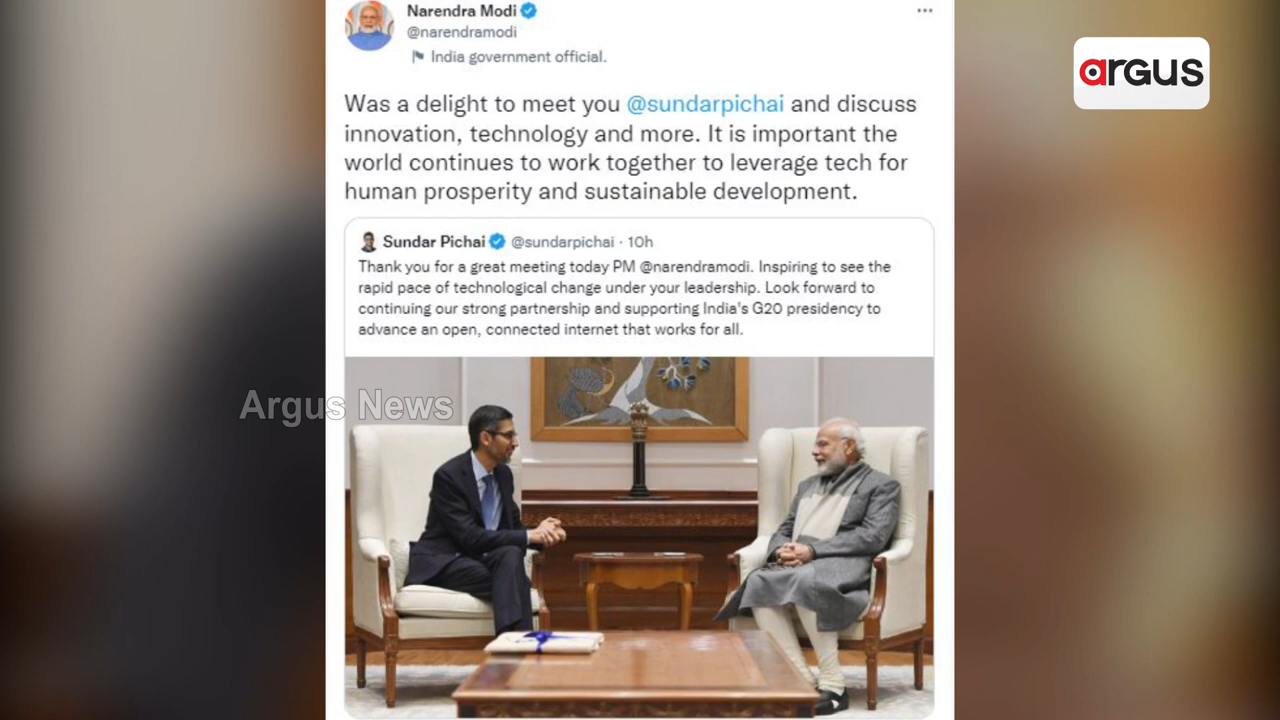 Narendra Modi
@narendramodi
India government official.
argus
Was a delight to meet you @sundarpichai and discuss
innovation, technology and more. It is important the
world continues to work together to leverage tech for
human prosperity and sustainable development.
Sundar Pichai @sundarpichai · 10h
Thank you for a great meeting today PM @narendramodi. Inspiring to see the
rapid pace of technological change under your leadership. Look forward to
continuing our strong partnership and supporting India's G20 presidency to
advance an open, connected internet that works for all.
Argus News